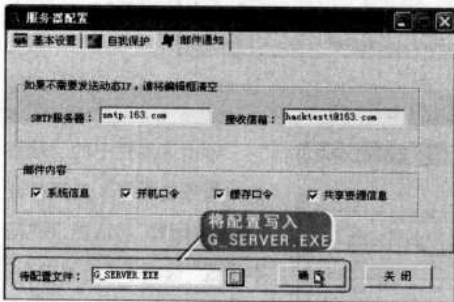 服务器配置
基本设置 自我保护 邮件通知
如果不需要发送动态IP，请将编辑框清空
SMTP服务器： smtp.163.com 接收信箱： hacktestt@163.com
邮件内容
系统信息 开机口令 缓存口令 共享资源信息
将配置写入
G_SERVER.EXE
待配置文件： G_SERVER.EXE 确 关闭